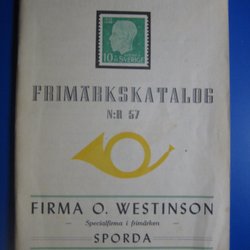 10
SVERIGE
FRIMÄRKSKATALOG
N:R 57
FIRMA O. WESTINSON
Specialfirma i frimärken
SPORDA